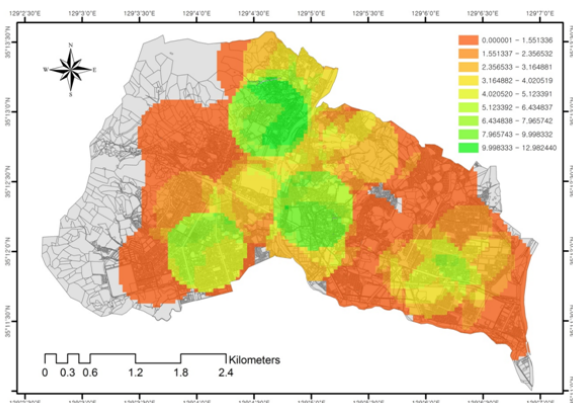 129°2'30"E 129°3'0"E 129°3'30"E 129°4'0"E 129°4'30"E 129°5'0"E 129°5'30"E 129°6'0"E 129°6'30"E 129°7'0"E
35°13'30"N
N
W E
S
0.000001 - 1.551336
1.551337 - 2.356532
2.356533 - 3.164881
3.164882 - 4.020519
4.020520 - 5.123391
5.123392 - 6.434837
6.434838 - 7.965742
7.965743 - 9.998332
9.998333 - 12.982440
35°13'0"N
35°12'30"N
35°12'0"N
35°11'30"N
Kilometers
0 0.3 0.6 1.2 1.8 2.4